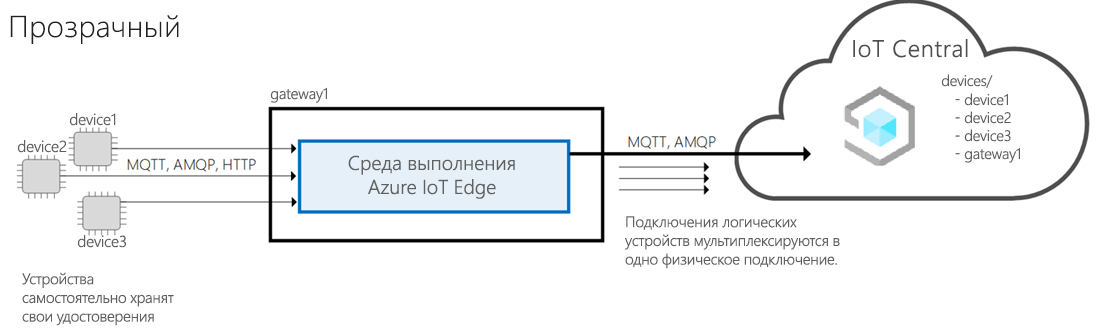 Прозрачный
IoT Central
devices/
- device1
- device2
- device3
- gateway1
gateway1
device1
device2
MQTT, AMQP, HTTP
device3
Среда выполнения
Azure IoT Edge
MQTT, AMQP
Подключения логических
устройств мультиплексируются в
одно физическое подключение.
Устройства
самостоятельно хранят
свои удостоверения